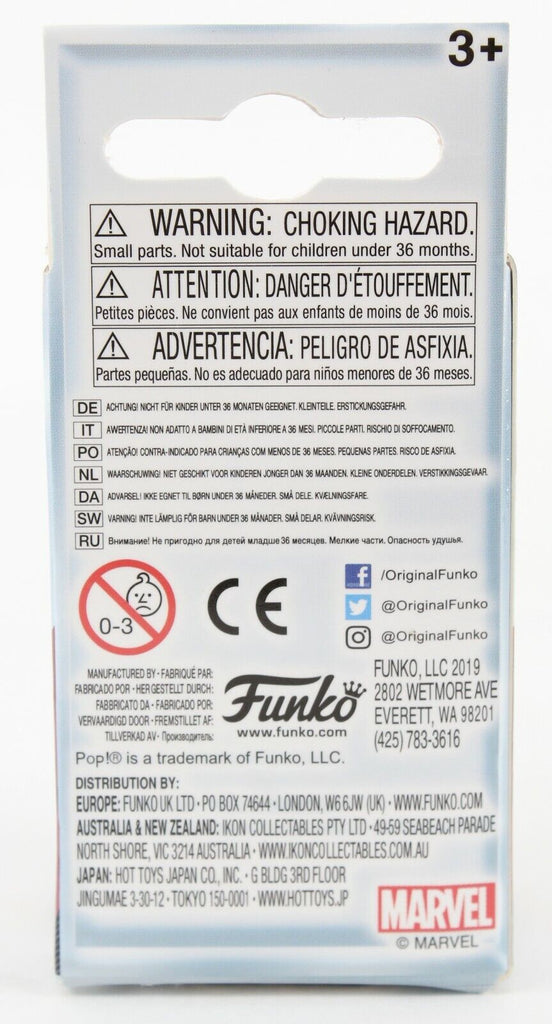 3+
WARNING: CHOKING HAZARD.
Small parts. Not suitable for children under 36 months.
ATTENTION: DANGER D'ÉTOUFFEMENT.
Petites pièces. Ne convient pas aux enfants de moins de 36 mois.
ADVERTENCIA: PELIGRO DE ASFIXIA.
Partes pequeñas. No es adecuado para niños menores de 36 meses.
DE ACHTUNG! NICHT FÜR KINDER UNTER 36 MONATEN GEEIGNET. KLEINTEILE. ERSTICKUNGSGEFAHR.
IT AWERTENZA! NON ADATTO A BAMBINI DI ETÀ INFERIORE A 36 MESI. PICCOLE PARTI. RISCHIO DI SOFFOCAMENTO.
PO ATENÇÃO! CONTRA-INDICADO PARA CRIANÇAS COM MENOS DE 36 MESES. PEQUENAS PARTES. RISCO DE ASFIXIA.
NL WAARSCHUWING! NIET GESCHIKT VOOR KINDEREN JONGER DAN 36 MAANDEN. KLEINE ONDERDELEN. VERSTIKKINGSGEVAAR.
DA ADVARSEL! IKKE EGNET TIL BØRN UNDER 36 MÅNEDER. SMÅ DELE. KVÆLNINGSFARE.
SW VARNING! INTE LÄMPLIG FÖR BARN UNDER 36 MÅNADER. SMÅ DELAR. KVÄVNINGSRISK.
RU Внимание! Не пригодно для детей младше 36 месяцев. Мелкие части. Опасность удушья.
0-3
CE
/OriginalFunko
@OriginalFunko
@OriginalFunko
MANUFACTURED BY · FABRIQUÉ PAR:
FABRICADO POR · HERGESTELLT DURCH:
FABBRICATO DA · FABRICADO POR:
VERVAARDIGD DOOR · FREMSTILLET AF:
TILLVERKAD AV · Производитель:
Funko
www.funko.com
FUNKO, LLC 2019
2802 WETMORE AVE
EVERETT, WA 98201
(425) 783-3616
Pop!® is a trademark of Funko, LLC.
DISTRIBUTION BY:
EUROPE: FUNKO UK LTD · PO BOX 74644 · LONDON, W6 6JW (UK) · WWW.FUNKO.COM
AUSTRALIA & NEW ZEALAND: IKON COLLECTABLES PTY LTD · 49-59 SEABEACH PARADE
NORTH SHORE, VIC 3214 AUSTRALIA · WWW.IKONCOLLECTABLES.COM.AU
JAPAN: HOT TOYS JAPAN CO., INC. · G BLDG 3RD FLOOR
JINGUMAE 3-30-12 · TOKYO 150-0001 · WWW.HOTTOYS.JP
MARVEL
© MARVEL